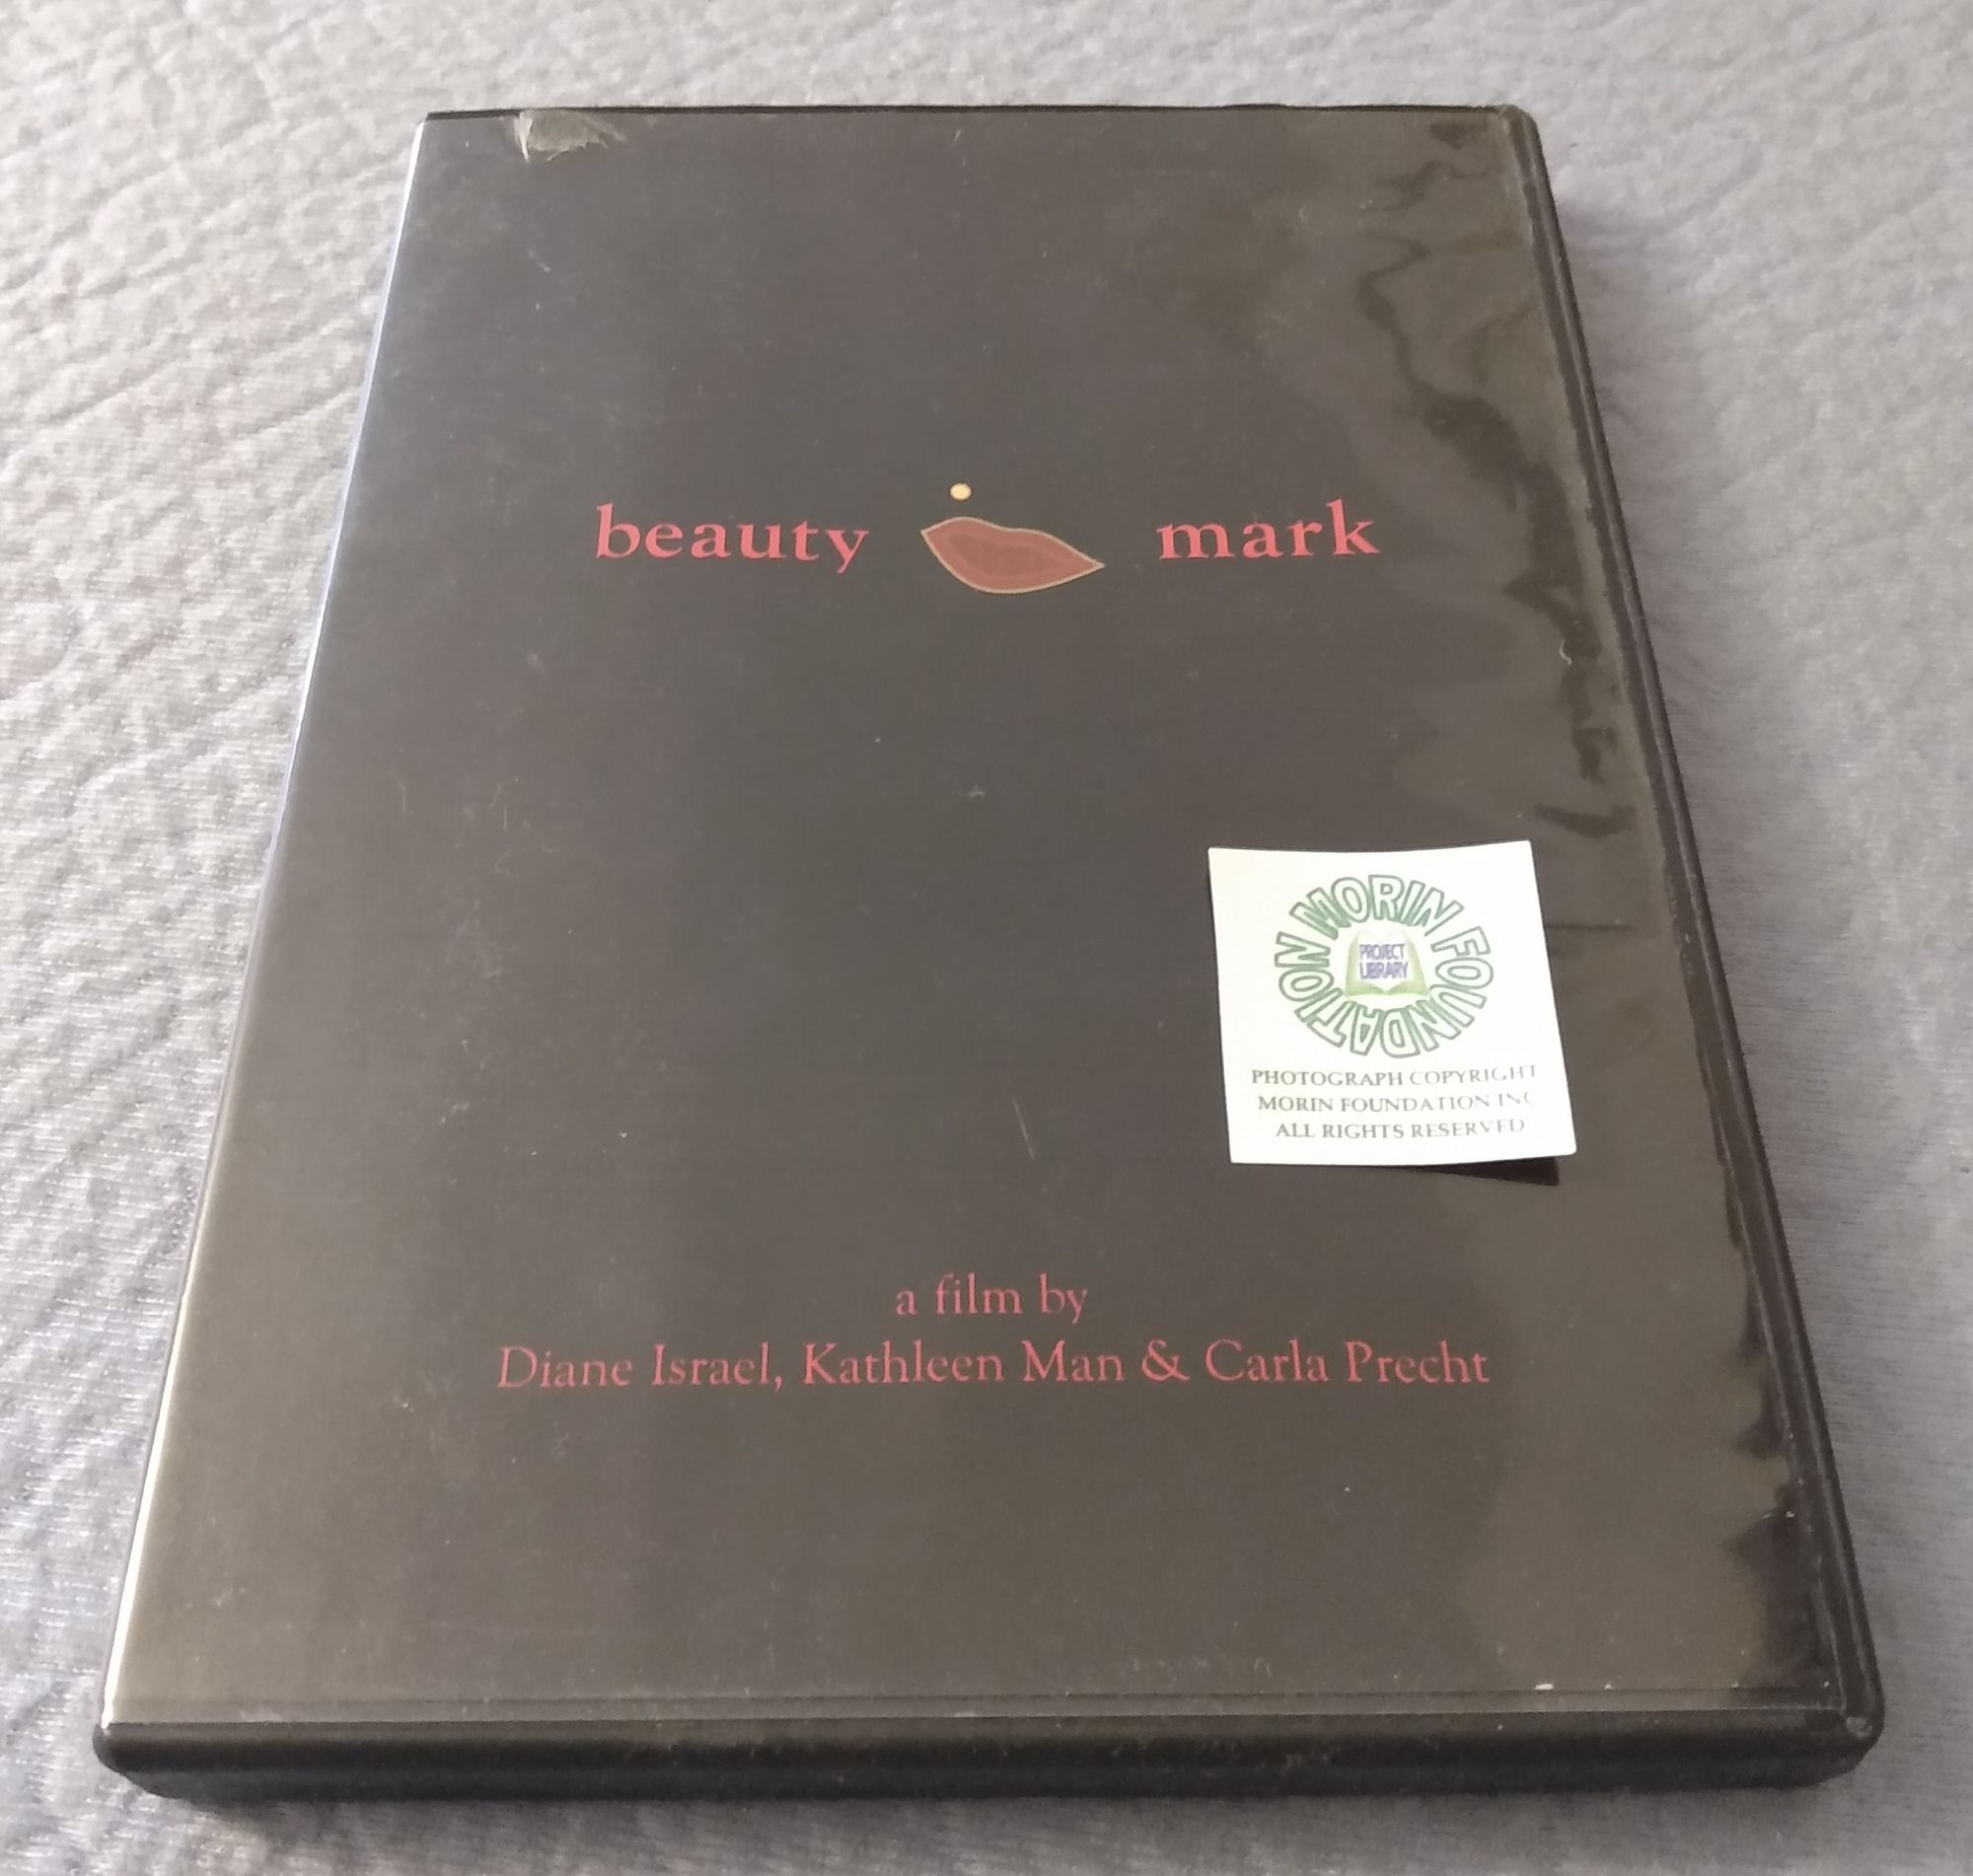 beauty mark
MORIN FOUNDATION
PROJECT
LIBRARY
PHOTOGRAPH COPYRIGHT
MORIN FOUNDATION INC
ALL RIGHTS RESERVED
a film by
Diane Israel, Kathleen Man & Carla Precht